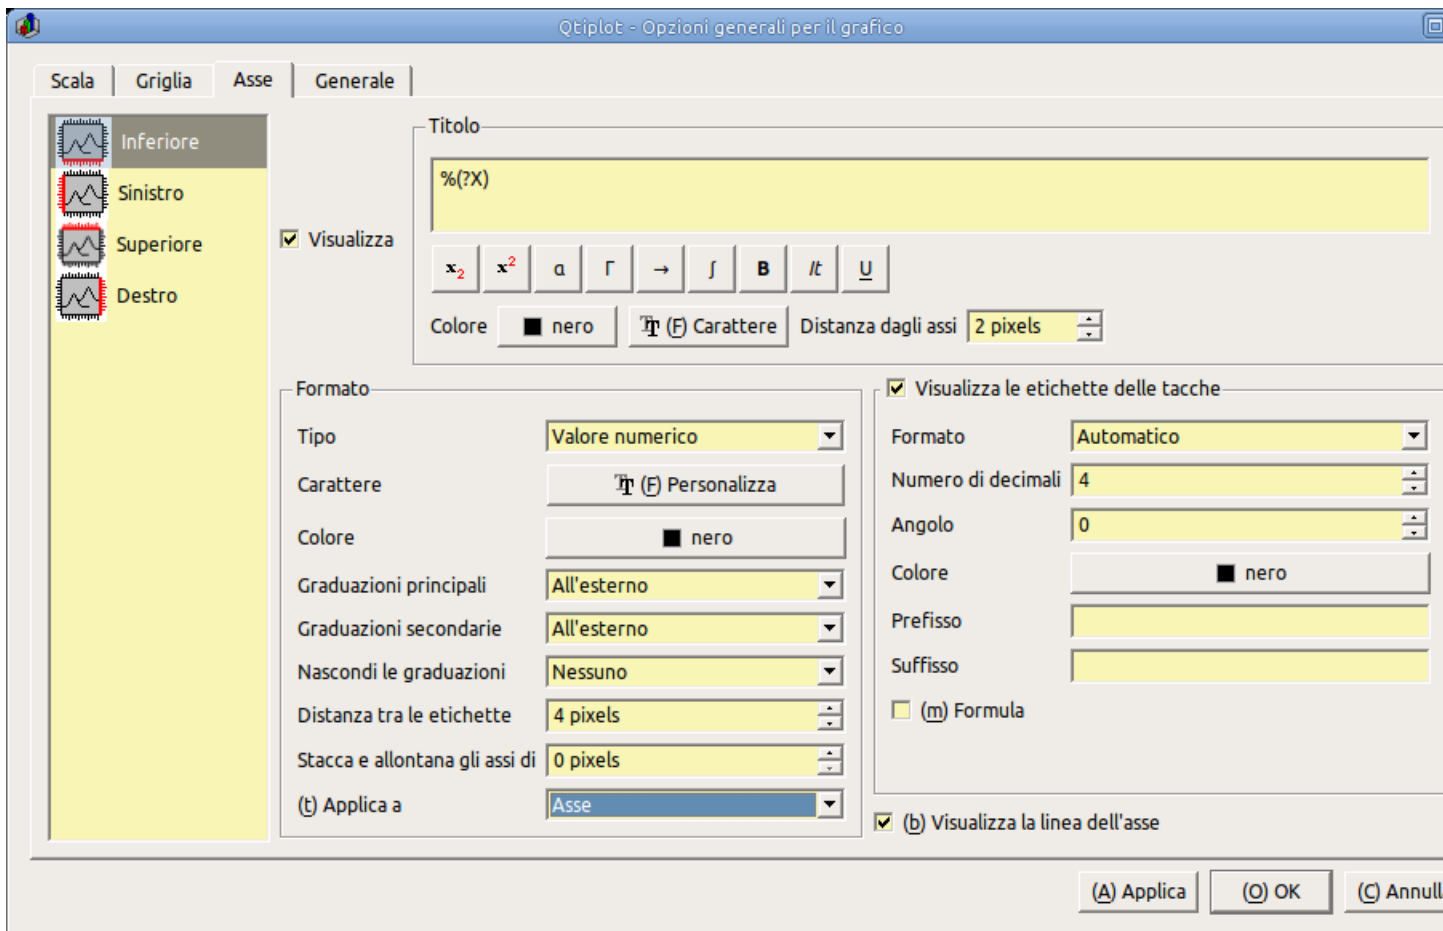 Qtiplot - Opzioni generali per il grafico
Scala Griglia Asse Generale
Inferiore
Sinistro
Superiore
Destro
Visualizza
Titolo
%(?X)
x2 x2 α Γ → ∫ B It U
Colore nero (F) Carattere Distanza dagli assi 2 pixels
Formato
Tipo Valore numerico
Carattere (F) Personalizza
Colore nero
Graduazioni principali All'esterno
Graduazioni secondarie All'esterno
Nascondi le graduazioni Nessuno
Distanza tra le etichette 4 pixels
Stacca e allontana gli assi di 0 pixels
(t) Applica a Asse
Visualizza le etichette delle tacche
Formato Automatico
Numero di decimali 4
Angolo 0
Colore nero
Prefisso
Suffisso
(m) Formula
(b) Visualizza la linea dell'asse
(A) Applica (O) OK (C) Annull